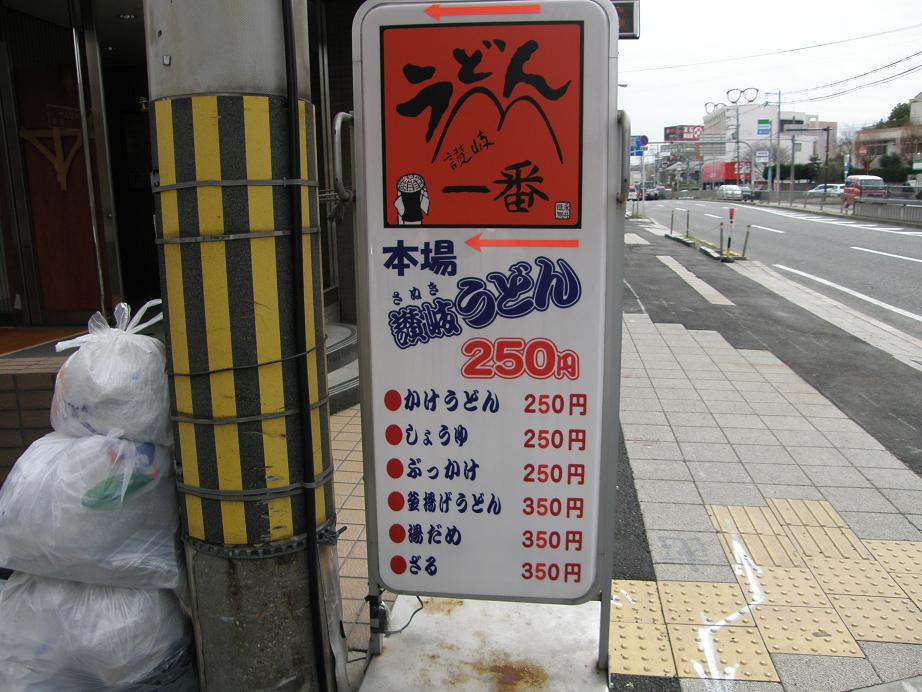 うどん
讃岐
一番
本場
さぬき
讃岐うどん
250円
かけうどん 250円
しょうゆ 250円
ぶっかけ 250円
釜揚げうどん 350円
湯だめ 350円
ざる 350円